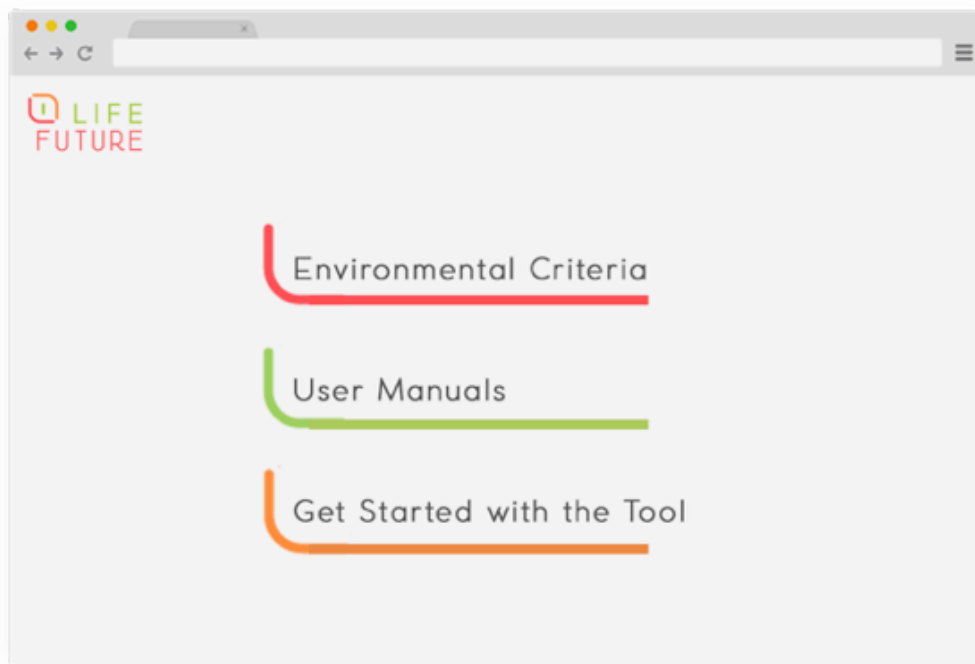 LIFE
FUTURE
Environmental Criteria
User Manuals
Get Started with the Tool